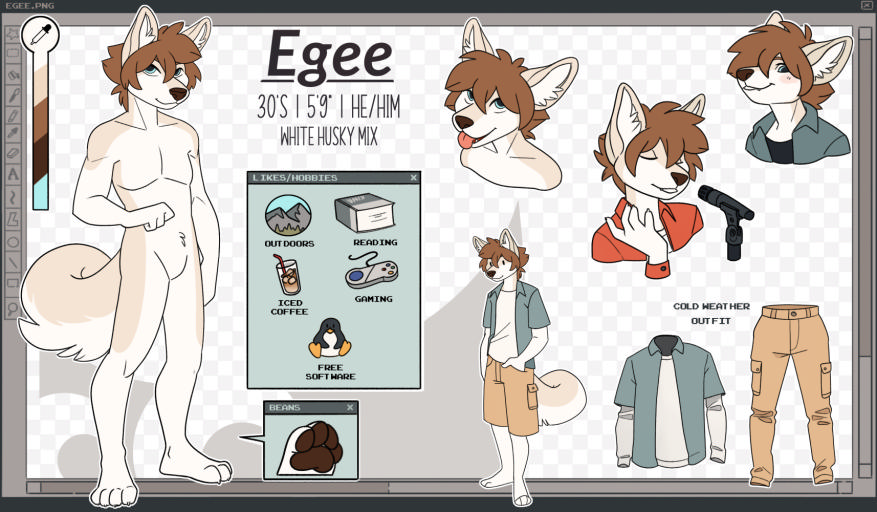 EGEE.PNG
Egee
30'S | 5'9" | HE/HIM
WHITE HUSKY MIX
LIKES/HOBBIES
OUTDOORS
READING
ICED
COFFEE
GAMING
FREE
SOFTWARE
BEANS
COLD WEATHER
OUTFIT